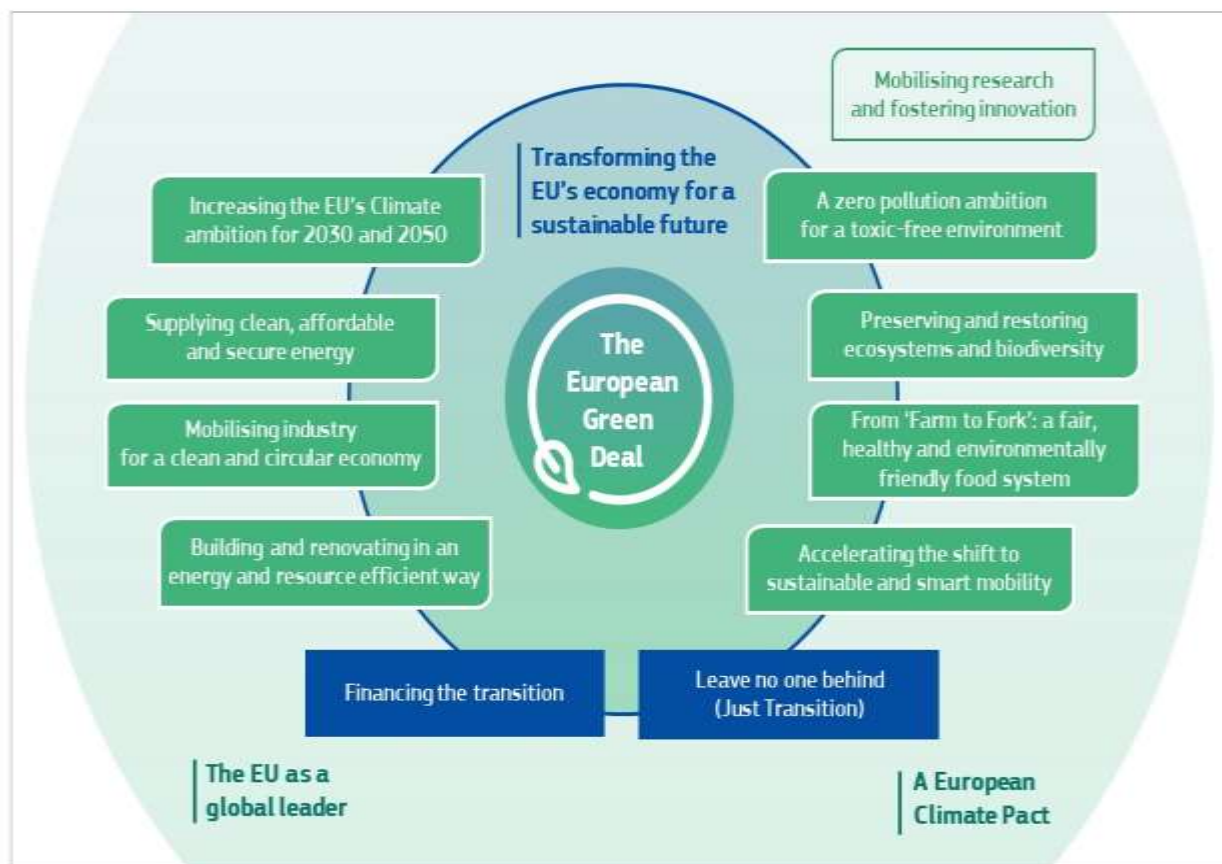 Mobilising research
and fostering innovation
Transforming the
EU's economy for a
sustainable future
Increasing the EU's Climate
ambition for 2030 and 2050
A zero pollution ambition
for a toxic-free environment
Supplying clean, affordable
and secure energy
Preserving and restoring
ecosystems and biodiversity
The
European
Green
Deal
Mobilising industry
for a clean and circular economy
From 'Farm to Fork': a fair,
healthy and environmentally
friendly food system
Building and renovating in an
energy and resource efficient way
Accelerating the shift to
sustainable and smart mobility
Financing the transition
Leave no one behind
(Just Transition)
The EU as a
global leader
A European
Climate Pact